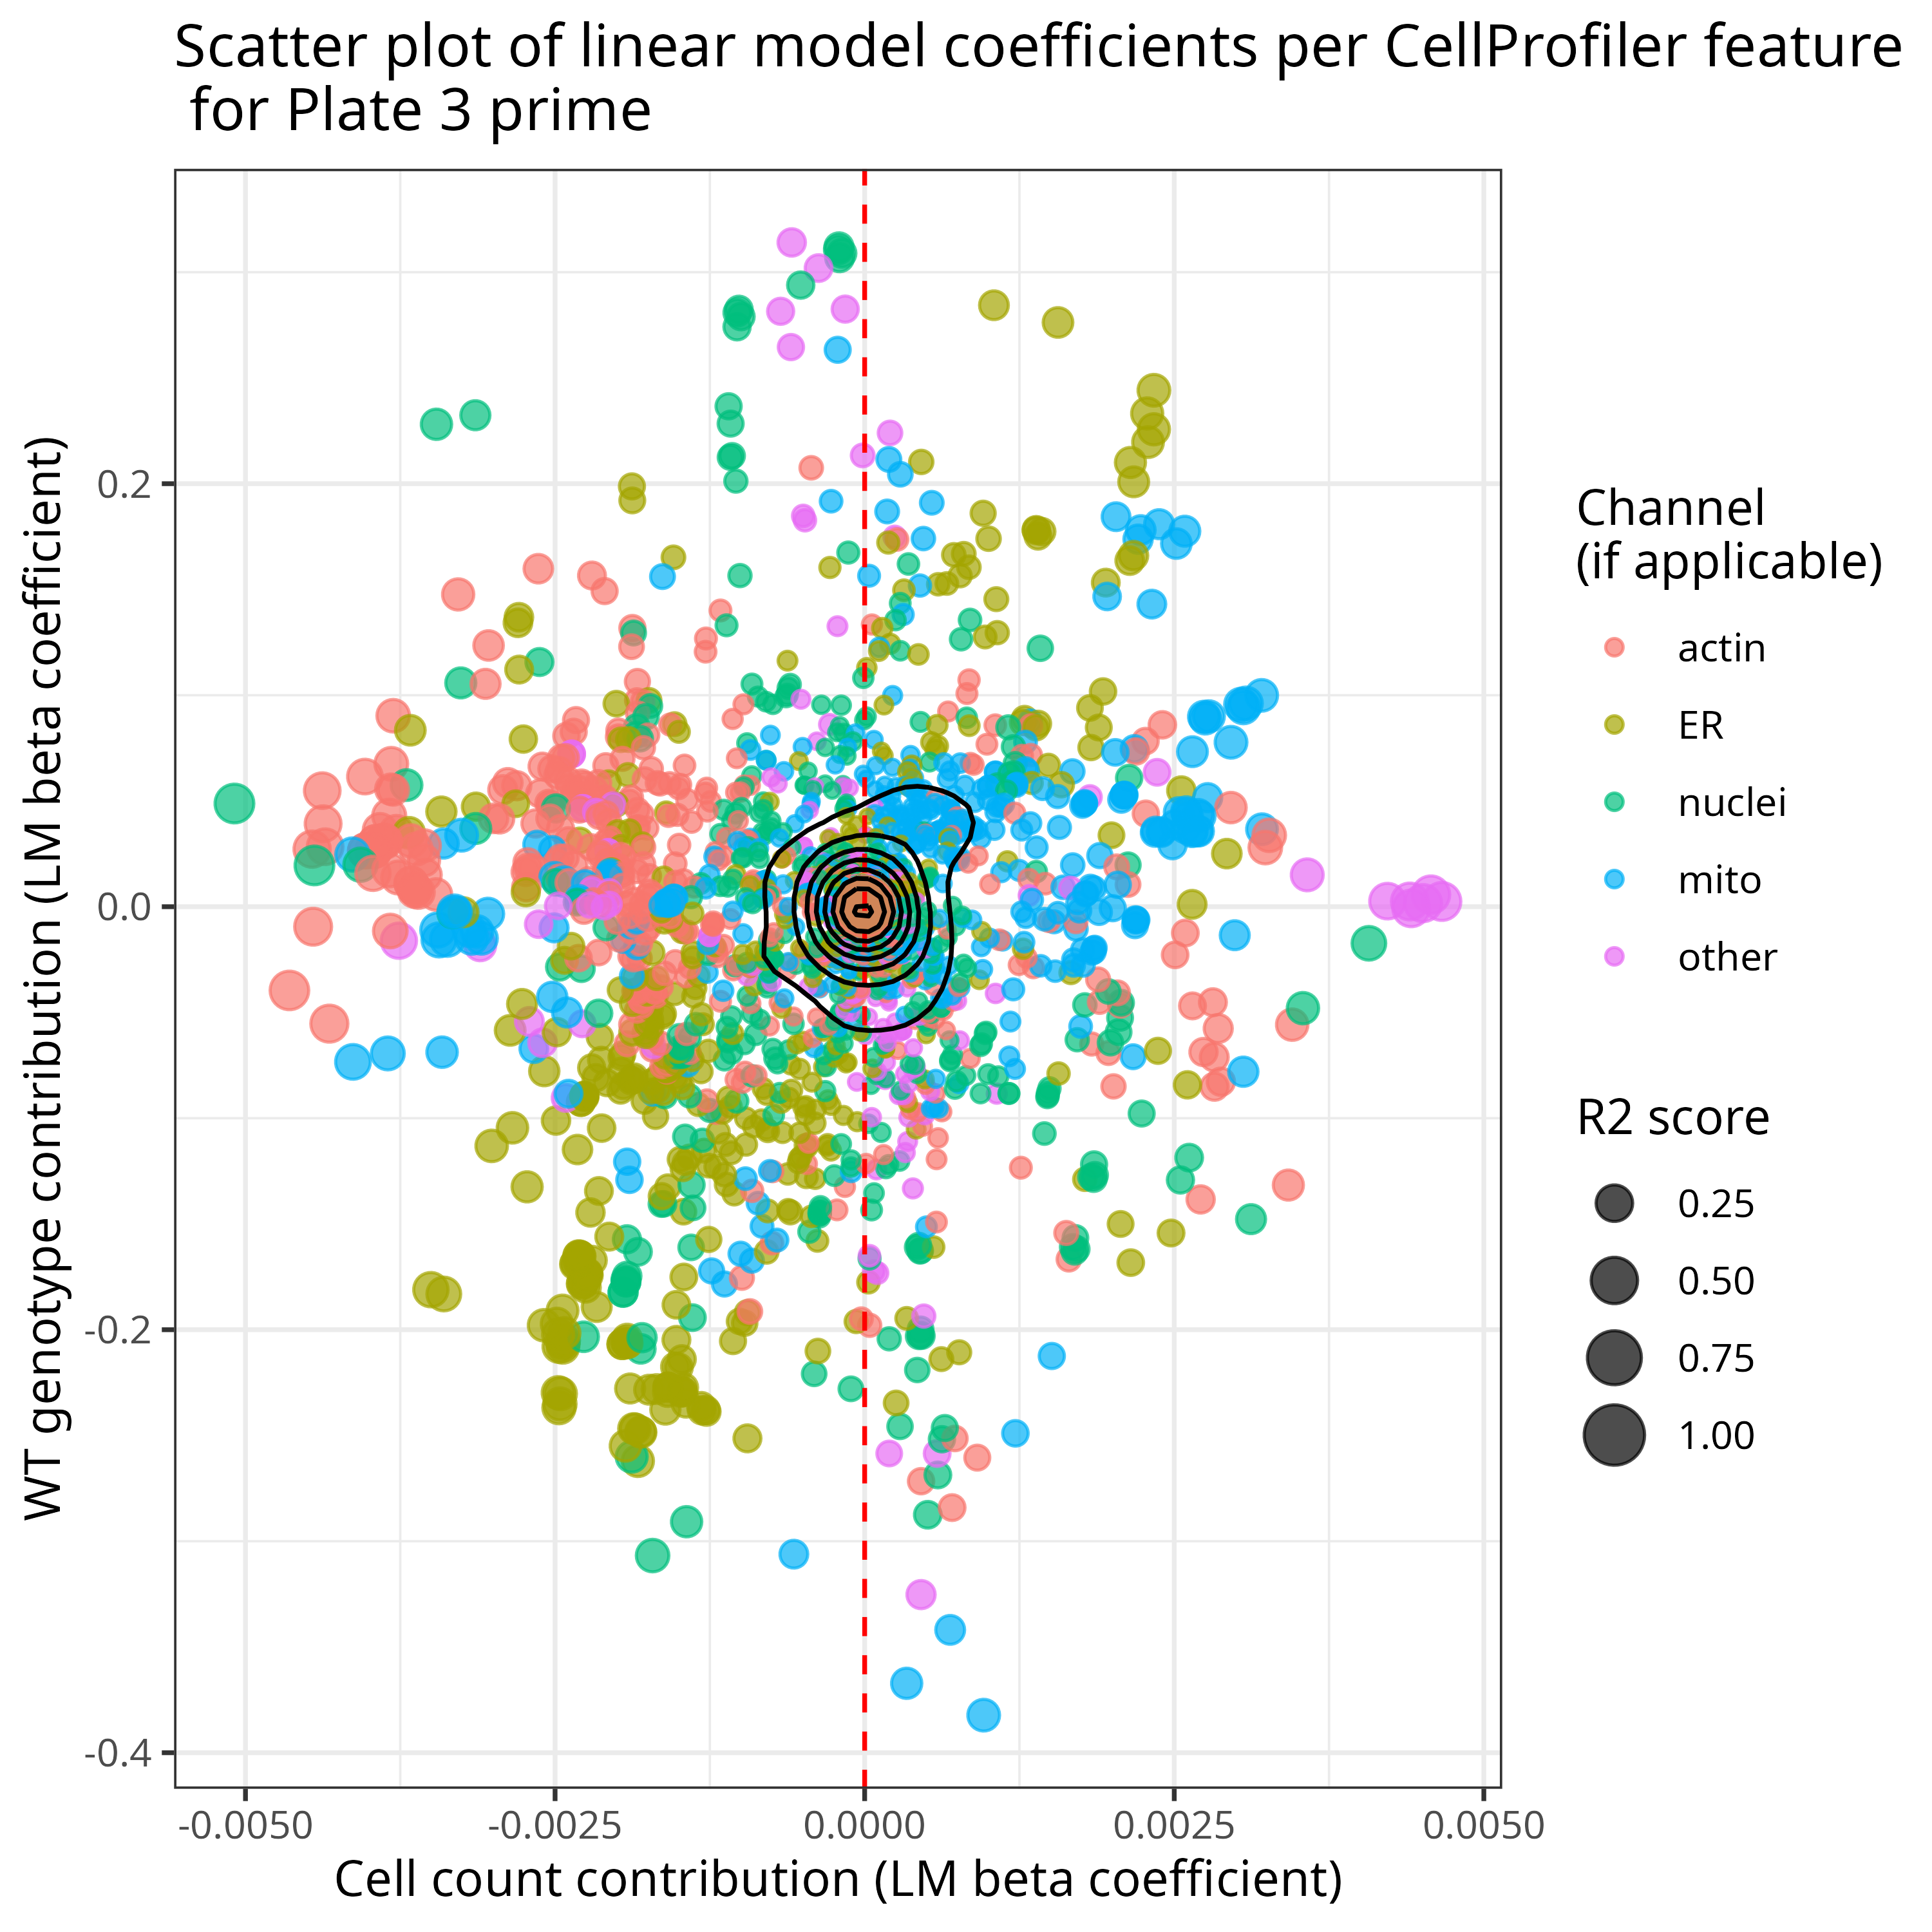 Scatter plot of linear model coefficients per CellProfiler feature
for Plate 3 prime
WT genotype contribution (LM beta coefficient)
0.2
0.0
-0.2
-0.4
-0.0050
-0.0025
0.0000
0.0025
0.0050
Cell count contribution (LM beta coefficient)
Channel
(if applicable)
actin
ER
nuclei
mito
other
R2 score
0.25
0.50
0.75
1.00